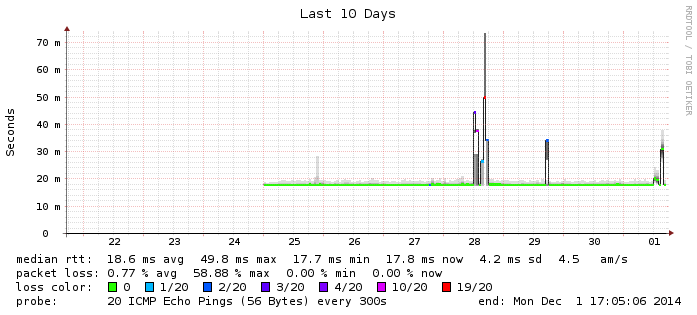 Last 10 Days
RRDTOOL / TOBI OETIKER
Seconds
70 m
60 m
50 m
40 m
30 m
20 m
10 m
0
22 23 24 25 26 27 28 29 30 01
median rtt: 18.6 ms avg 49.8 ms max 17.7 ms min 17.8 ms now 4.2 ms sd 4.5 am/s
packet loss: 0.77 % avg 58.88 % max 0.00 % min 0.00 % now
loss color: 0 1/20 2/20 3/20 4/20 10/20 19/20
probe: 20 ICMP Echo Pings (56 Bytes) every 300s end: Mon Dec 1 17:05:06 2014